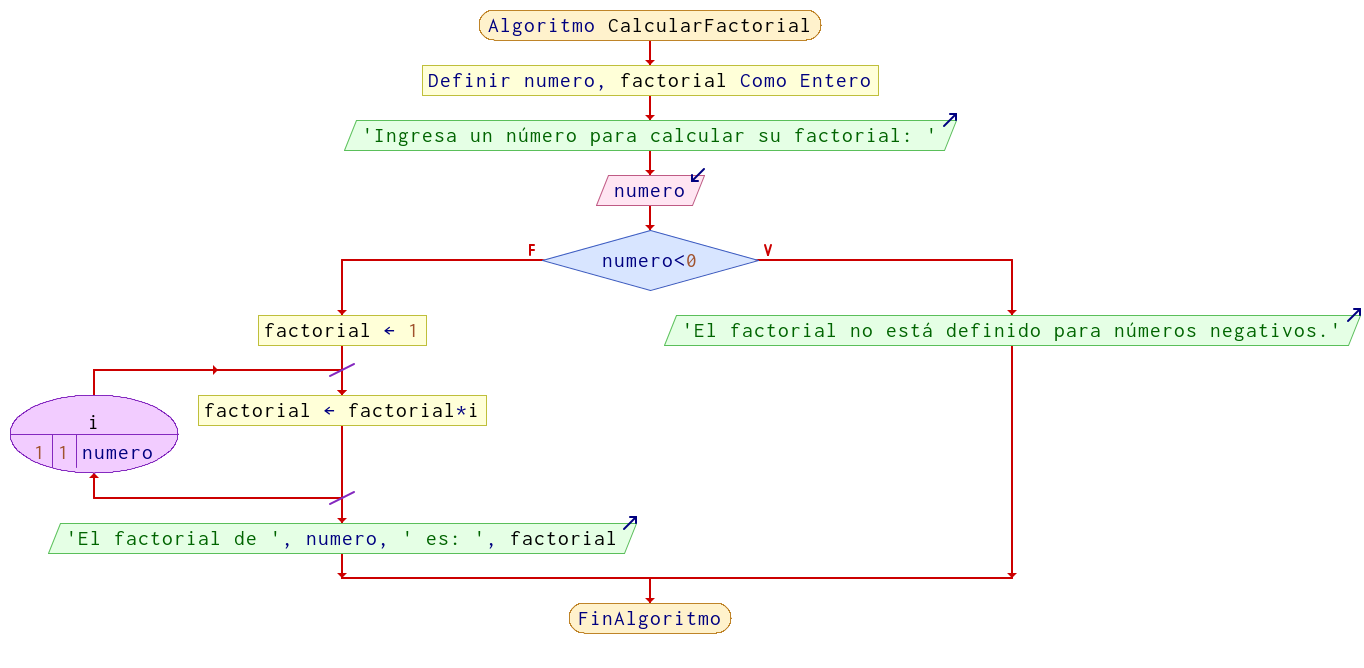 Algoritmo CalcularFactorial
Definir numero, factorial Como Entero
'Ingresa un número para calcular su factorial: '
numero
F
V
numero<0
factorial ← 1
'El factorial no está definido para números negativos.'
factorial ← factorial*i
i
1 1 numero
'El factorial de ', numero, ' es: ', factorial
FinAlgoritmo